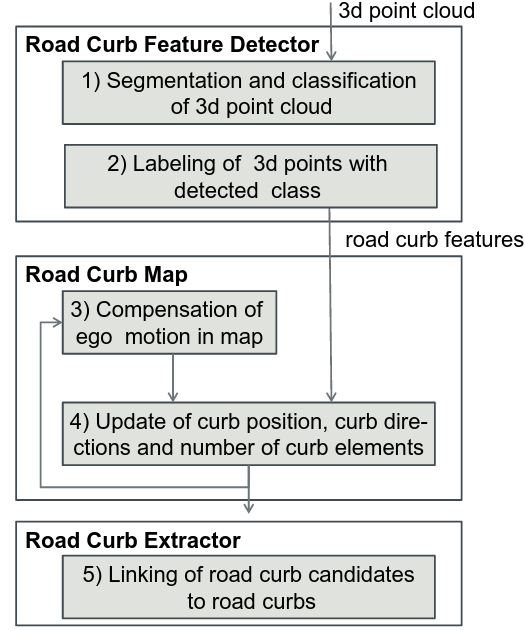 3d point cloud
Road Curb Feature Detector
1) Segmentation and classification
of 3d point cloud
2) Labeling of 3d points with
detected class
road curb features
Road Curb Map
3) Compensation of
ego motion in map
4) Update of curb position, curb dire-
ctions and number of curb elements
Road Curb Extractor
5) Linking of road curb candidates
to road curbs